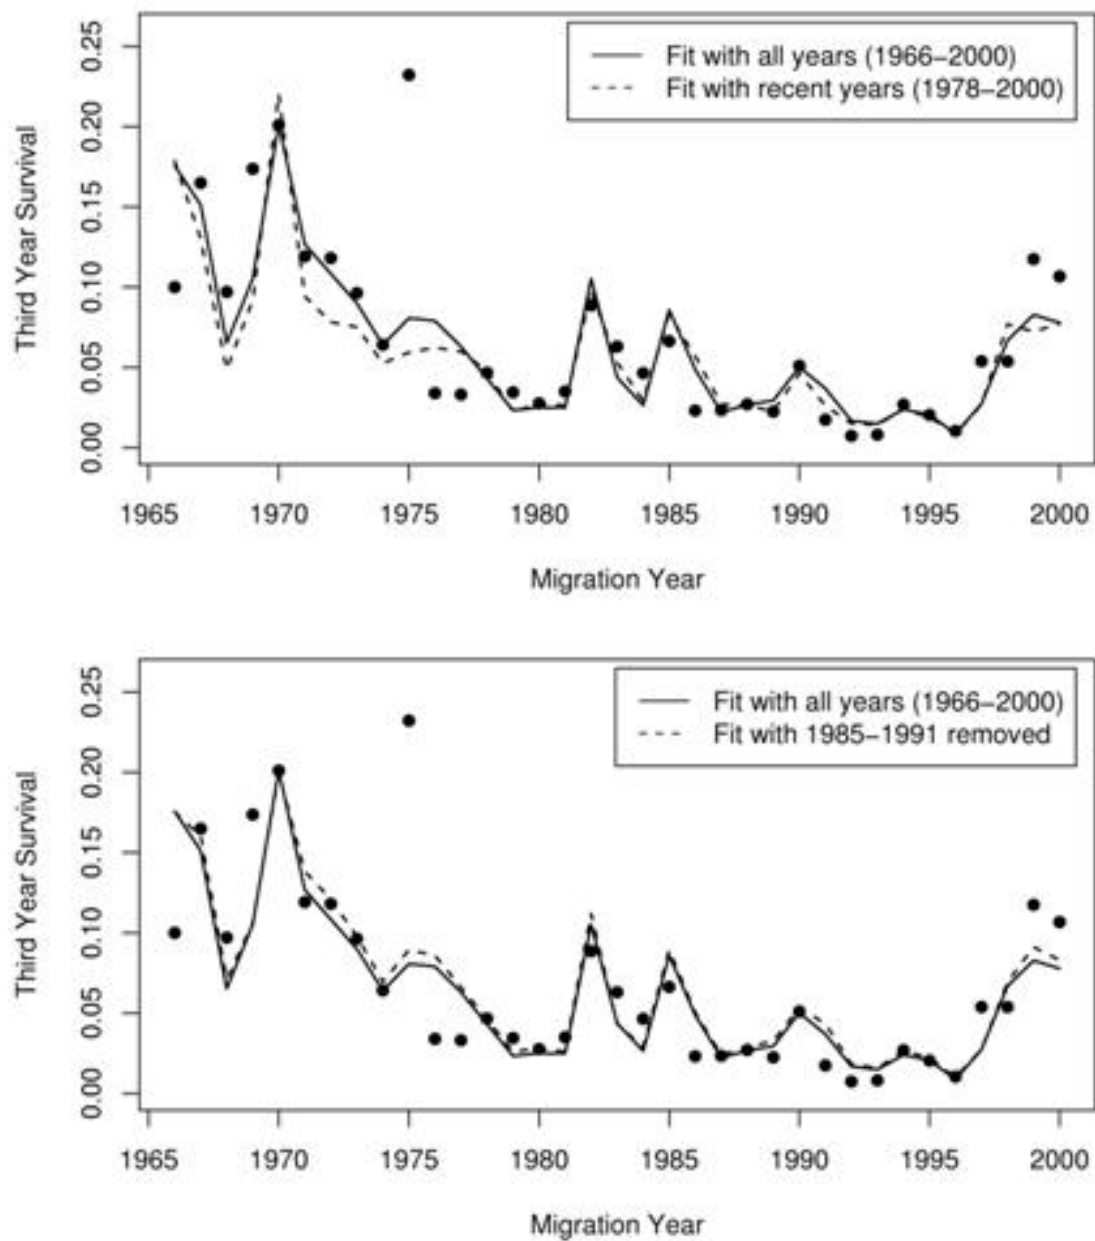 Fit with all years (1966−2000)
Fit with recent years (1978−2000)
Third Year Survival
0.25
0.20
0.15
0.10
0.05
0.00
1965 1970 1975 1980 1985 1990 1995 2000
Migration Year
Fit with all years (1966−2000)
Fit with 1985−1991 removed
Third Year Survival
0.25
0.20
0.15
0.10
0.05
0.00
1965 1970 1975 1980 1985 1990 1995 2000
Migration Year